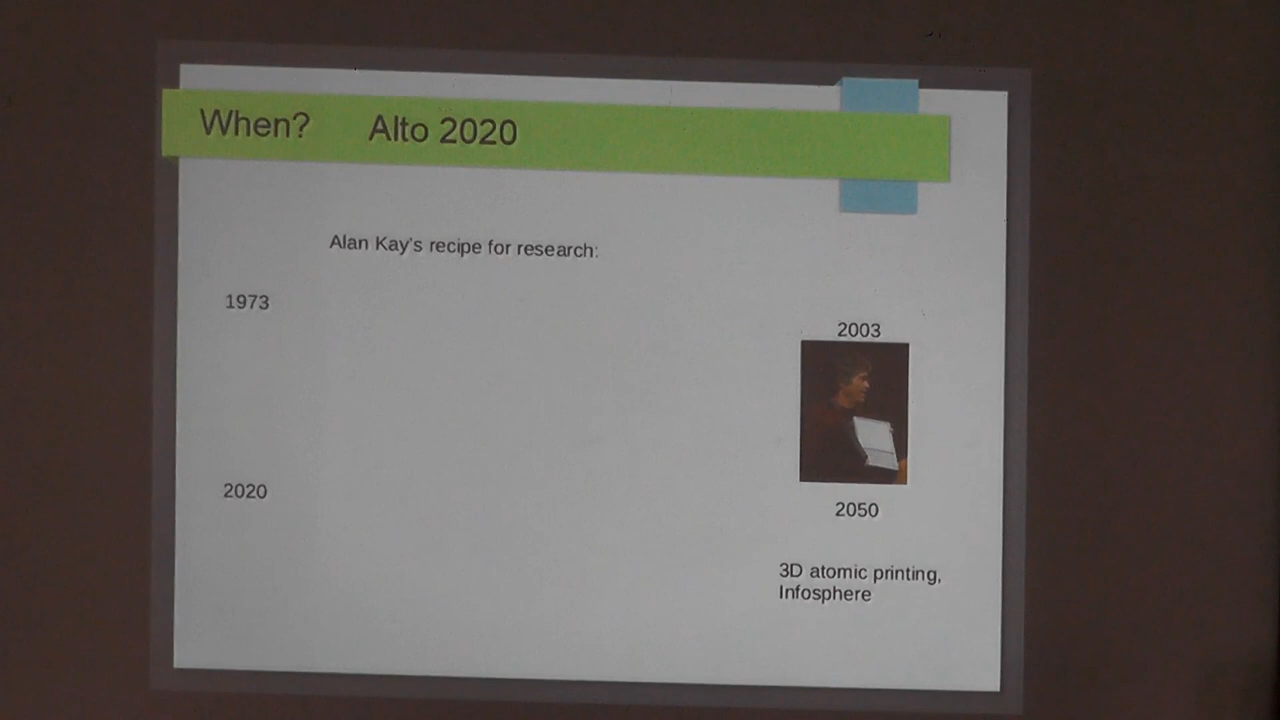 When? Alto 2020
Alan Kay's recipe for research:
1973
2003
2020
2050
3D atomic printing,
Infosphere